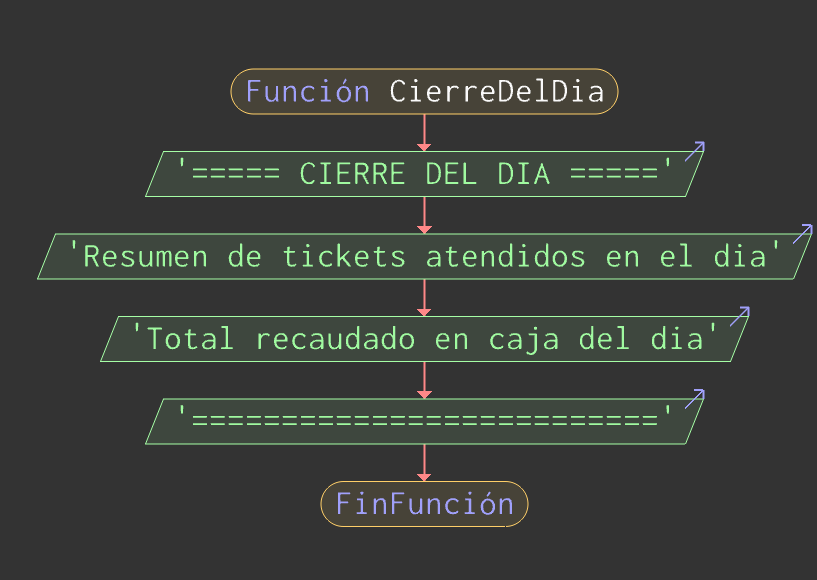 Función CierreDelDia
'===== CIERRE DEL DIA ====='
'Resumen de tickets atendidos en el dia'
'Total recaudado en caja del dia'
'=========================='
FinFunción